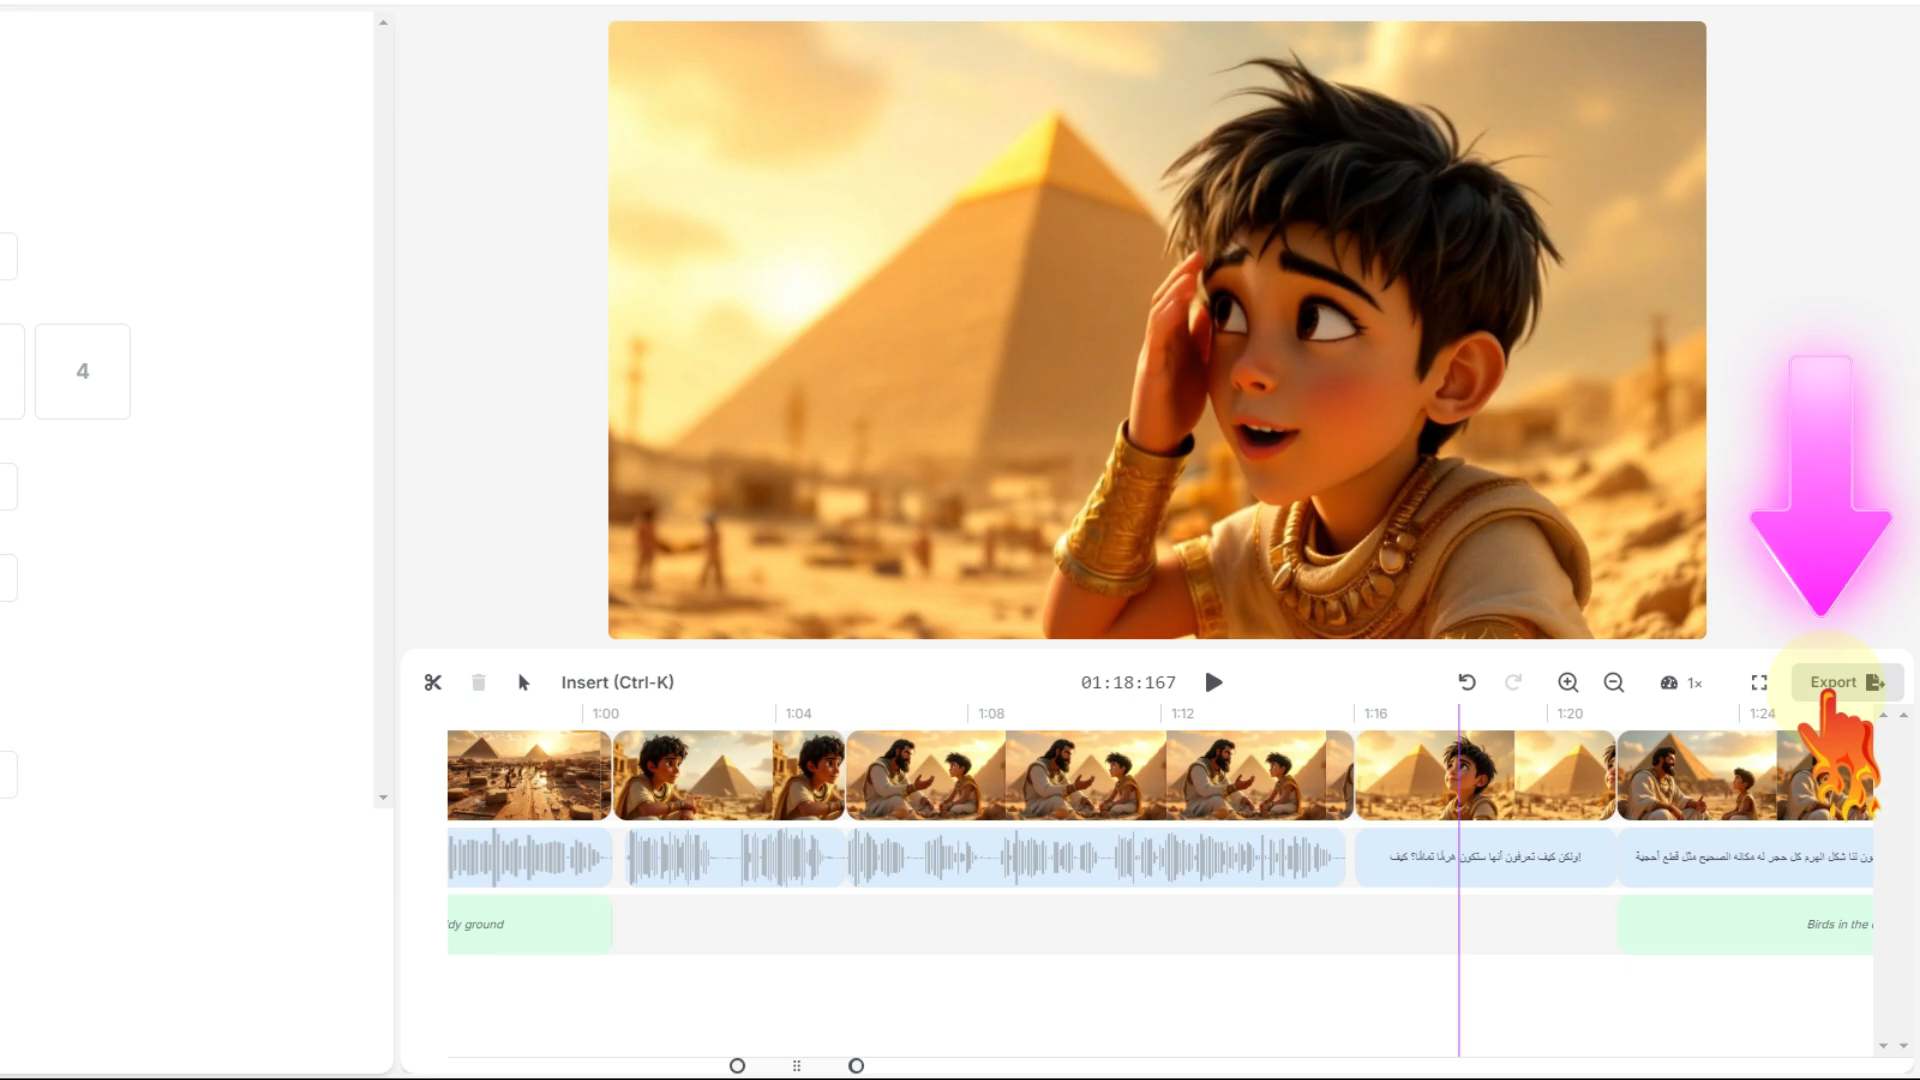 4
Insert (Ctrl-K)
01:18:167
1×
Export
1:00
1:04
1:08
1:12
1:16
1:20
1:24
ولكن كيف تعرفون أنها ستكون هرمًا تمامًا؟ كيف!
ون لنا شكل الهرم كل حجر له مكانه الصحيح مثل قطع أحجية
dy ground
Birds in the